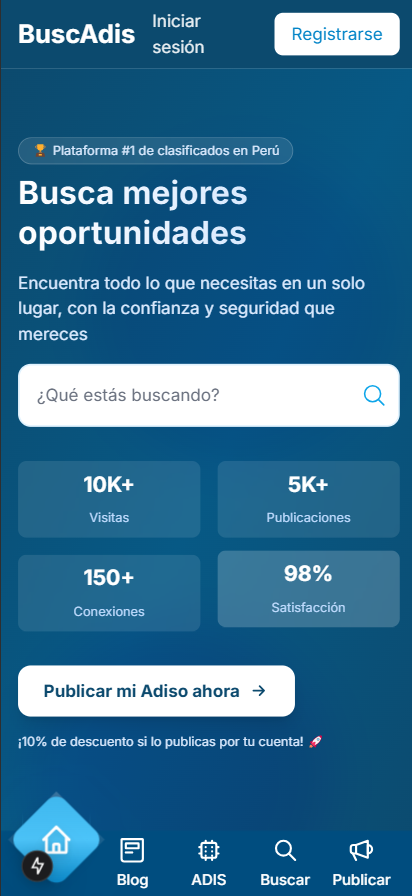 BuscAdis
Iniciar
sesión
Registrarse
🏆 Plataforma #1 de clasificados en Perú
Busca mejores
oportunidades
Encuentra todo lo que necesitas en un solo
lugar, con la confianza y seguridad que
mereces
¿Qué estás buscando?
10K+
Visitas
5K+
Publicaciones
150+
Conexiones
98%
Satisfacción
Publicar mi Adiso ahora →
¡10% de descuento si lo publicas por tu cuenta! 🚀
Blog
ADIS
Buscar
Publicar